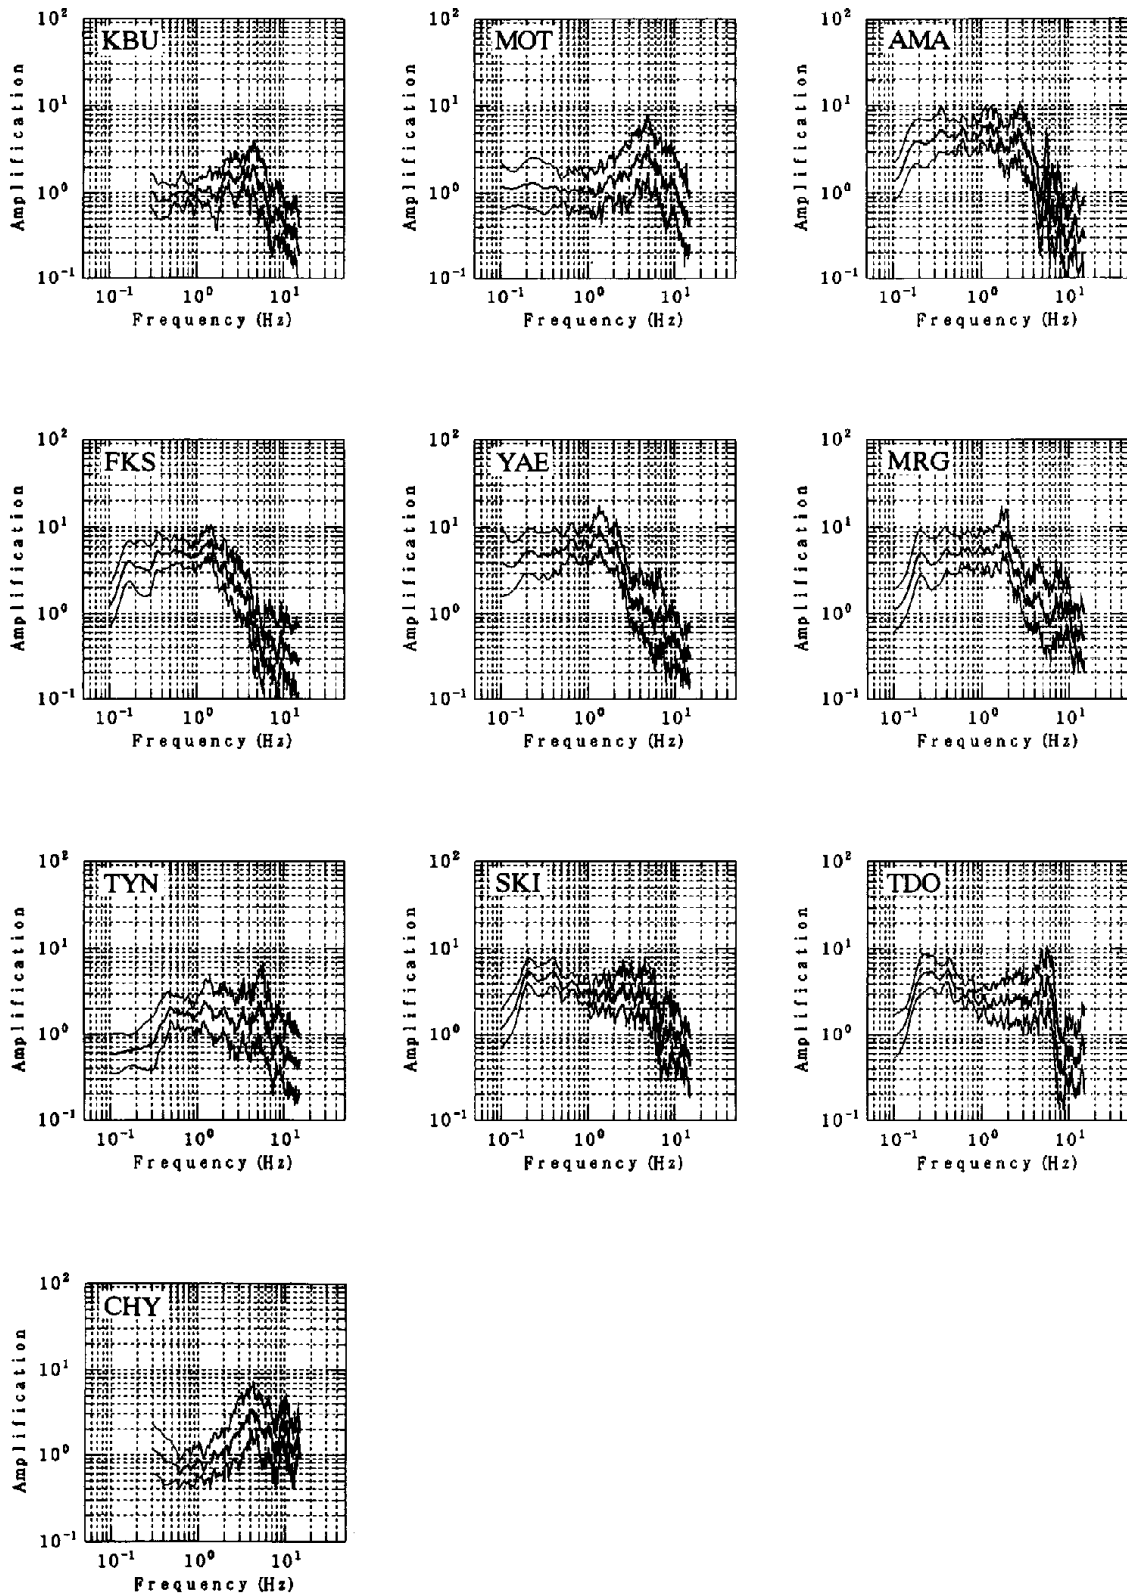 KBU
MOT
AMA
10² 10¹ 10⁰ 10⁻¹
10² 10¹ 10⁰ 10⁻¹
10² 10¹ 10⁰ 10⁻¹
Amplification
Amplification
Amplification
10⁻¹ 10⁰ 10¹
10⁻¹ 10⁰ 10¹
10⁻¹ 10⁰ 10¹
Frequency (Hz)
Frequency (Hz)
Frequency (Hz)
FKS
YAE
MRG
10² 10¹ 10⁰ 10⁻¹
10² 10¹ 10⁰ 10⁻¹
10² 10¹ 10⁰ 10⁻¹
Amplification
Amplification
Amplification
10⁻¹ 10⁰ 10¹
10⁻¹ 10⁰ 10¹
10⁻¹ 10⁰ 10¹
Frequency (Hz)
Frequency (Hz)
Frequency (Hz)
TYN
SKI
TDO
10² 10¹ 10⁰ 10⁻¹
10² 10¹ 10⁰ 10⁻¹
10² 10¹ 10⁰ 10⁻¹
Amplification
Amplification
Amplification
10⁻¹ 10⁰ 10¹
10⁻¹ 10⁰ 10¹
10⁻¹ 10⁰ 10¹
Frequency (Hz)
Frequency (Hz)
Frequency (Hz)
CHY
10² 10¹ 10⁰ 10⁻¹
Amplification
10⁻¹ 10⁰ 10¹
Frequency (Hz)